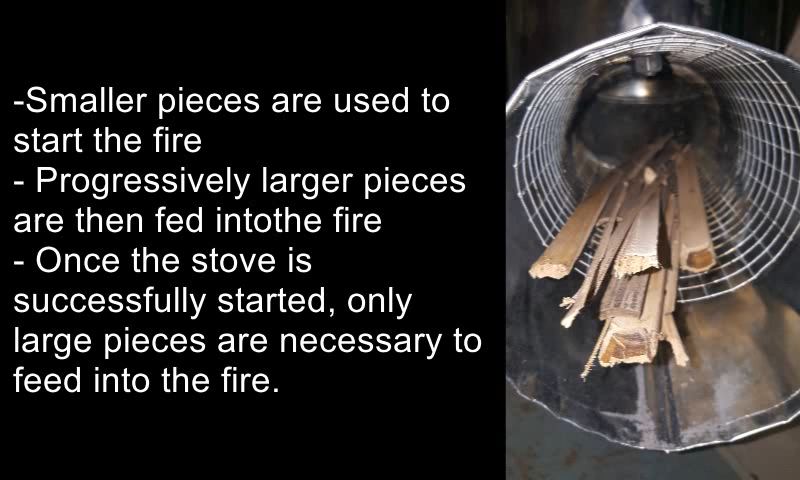 -Smaller pieces are used to
start the fire
- Progressively larger pieces
are then fed intothe fire
- Once the stove is
successfully started, only
large pieces are necessary to
feed into the fire.